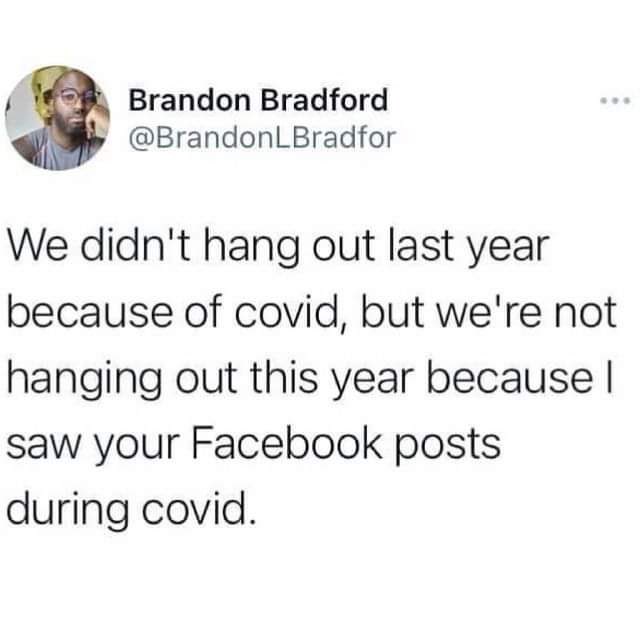 Brandon Bradford
@BrandonLBradfor
We didn't hang out last year
because of covid, but we're not
hanging out this year because I
saw your Facebook posts
during covid.